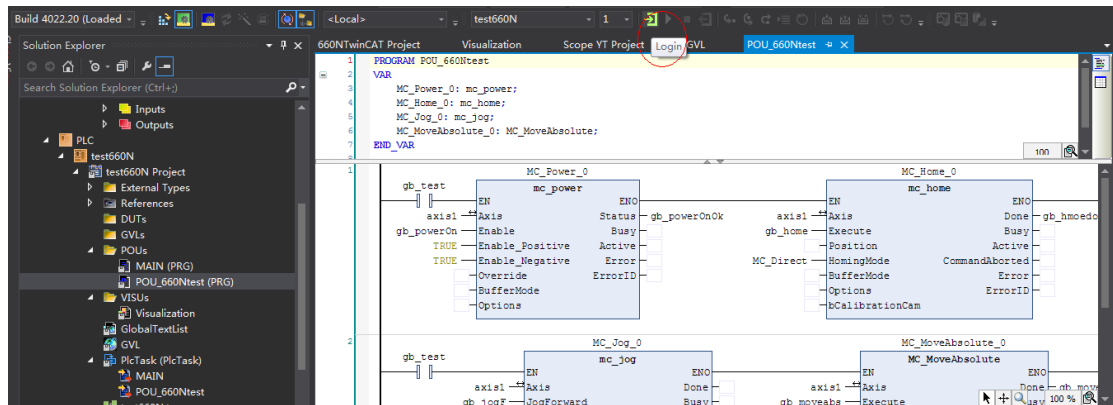 Build 4022.20 (Loaded
<Local>
test660N
1
Solution Explorer
Search Solution Explorer (Ctrl+;)
Inputs
Outputs
PLC
test660N
test660N Project
External Types
References
DUTs
GVLs
POUs
MAIN (PRG)
POU_660Ntest (PRG)
VISUs
Visualization
GlobalTextList
GVL
PlcTask (PlcTask)
MAIN
POU_660Ntest
660NTwinCAT Project Visualization Scope YT Project GVL POU_660Ntest
Login
1 PROGRAM POU_660Ntest
2 VAR
3 MC_Power_0: mc_power;
4 MC_Home_0: mc_home;
5 MC_Jog_0: mc_jog;
6 MC_MoveAbsolute_0: MC_MoveAbsolute;
7 END_VAR
100
1
MC_Power_0
gb_test mc_power
EN ENO
axis1 Axis Status gb_powerOnOk
gb_powerOn Enable Busy
TRUE Enable_Positive Active
TRUE Enable_Negative Error
Override ErrorID
BufferMode
Options
MC_Home_0
mc_home
EN ENO
axis1 Axis Done gb_hmoedo
gb_home Execute Busy
Position Active
MC_Direct HomingMode CommandAborted
BufferMode Error
Options ErrorID
bCalibrationCam
2
MC_Jog_0
gb_test mc_jog
EN ENO
axis1 Axis Done
gb_jogF JogForward Busy
MC_MoveAbsolute_0
MC_MoveAbsolute
EN ENO
axis1 Axis Done gb_mov
gb_moveabs Execute Busy
100 %